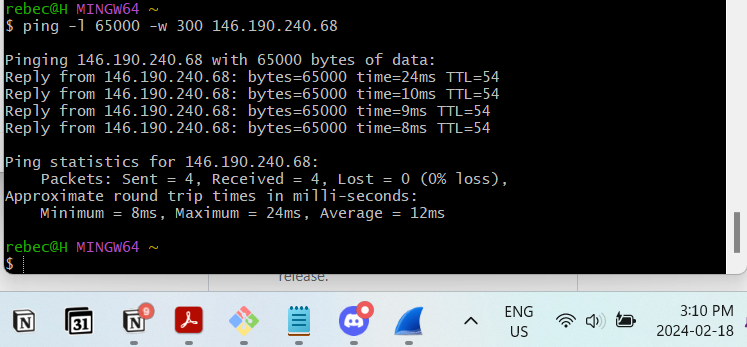 rebec@H MINGW64 ~
$ ping -l 65000 -w 300 146.190.240.68
Pinging 146.190.240.68 with 65000 bytes of data:
Reply from 146.190.240.68: bytes=65000 time=24ms TTL=54
Reply from 146.190.240.68: bytes=65000 time=10ms TTL=54
Reply from 146.190.240.68: bytes=65000 time=9ms TTL=54
Reply from 146.190.240.68: bytes=65000 time=8ms TTL=54
Ping statistics for 146.190.240.68:
    Packets: Sent = 4, Received = 4, Lost = 0 (0% loss),
Approximate round trip times in milli-seconds:
    Minimum = 8ms, Maximum = 24ms, Average = 12ms
rebec@H MINGW64 ~
$
release.
N 31 N 9 ENG 3:10 PM
US 2024-02-18